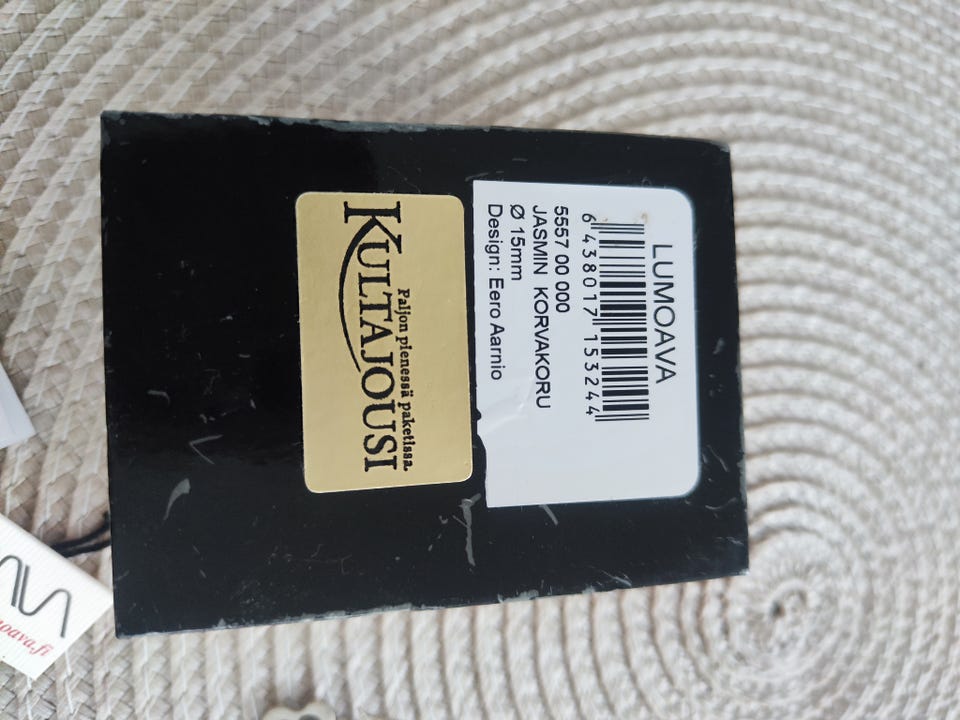 LUMOAVA
6 438017 153244
5557 00 000
JASMIN KORVAKORU
Ø 15mm
Design: Eero Aarnio
Paljon pienessä paketissa.
KULTAJOUSI